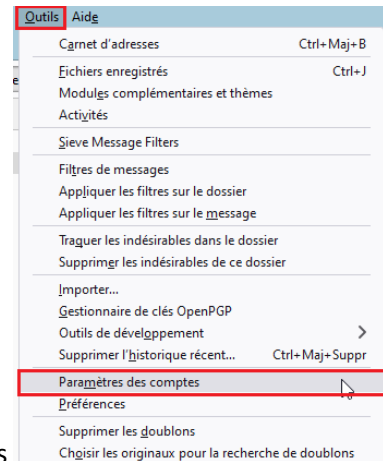 Outils Aide
Carnet d'adresses Ctrl+Maj+B
e
Fichiers enregistrés Ctrl+J
Modules complémentaires et thèmes
Activités
Sieve Message Filters
Filtres de messages
Appliquer les filtres sur le dossier
Appliquer les filtres sur le message
Traquer les indésirables dans le dossier
Supprimer les indésirables de ce dossier
Importer...
Gestionnaire de clés OpenPGP
Outils de développement
Supprimer l'historique récent... Ctrl+Maj+Suppr
Paramètres des comptes
Préférences
Supprimer les doublons
s Choisir les originaux pour la recherche de doublons